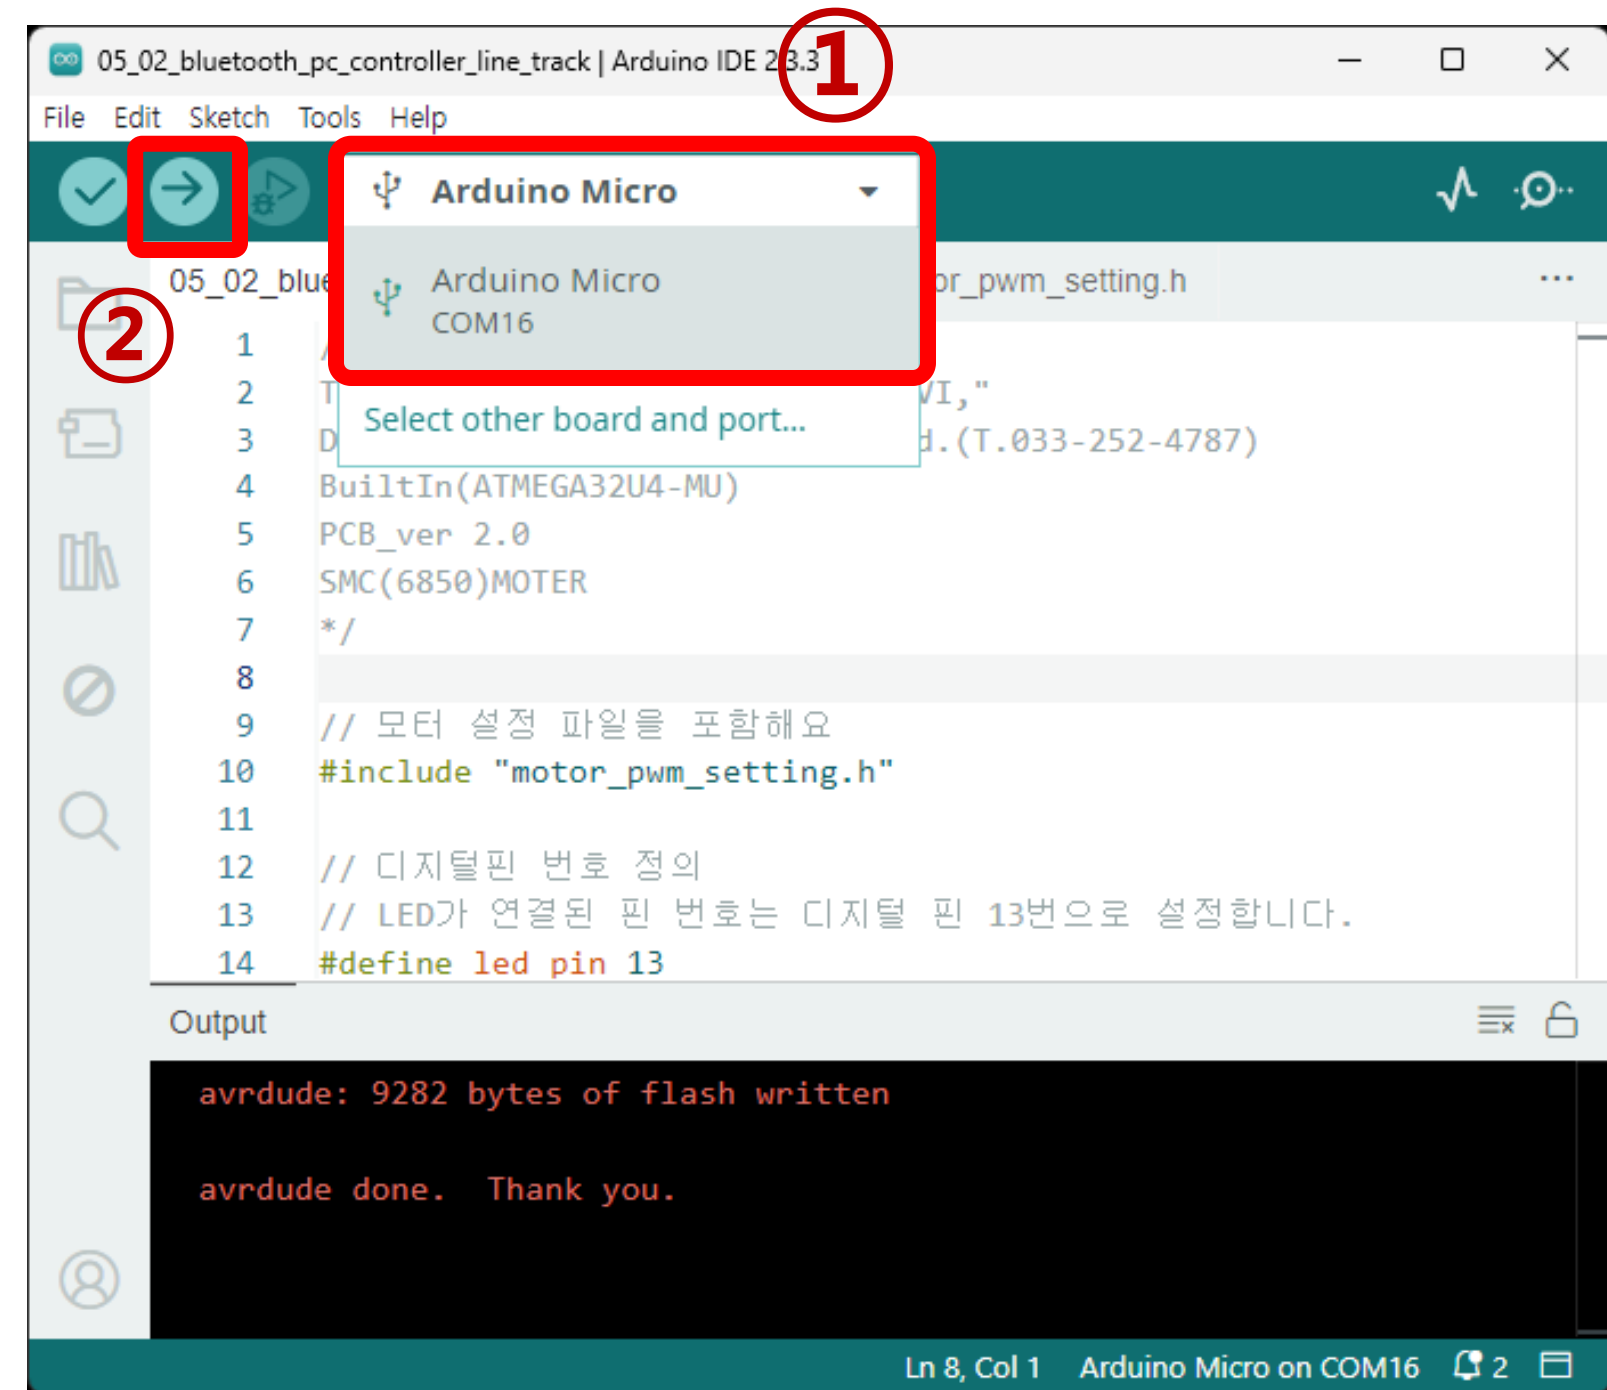 ①
05_02_bluetooth_pc_controller_line_track | Arduino IDE 2.3.3
File Edit Sketch Tools Help
Arduino Micro
②
05_02_blue
Arduino Micro
COM16
or_pwm_setting.h
Select other board and port...
1 /
2 T VI,"
3 D d.(T.033-252-4787)
4 BuiltIn(ATMEGA32U4-MU)
5 PCB_ver 2.0
6 SMC(6850)MOTER
7 */
8
9 // 모터 설정 파일을 포함해요
10 #include "motor_pwm_setting.h"
11
12 // 디지털핀 번호 정의
13 // LED가 연결된 핀 번호는 디지털 핀 13번으로 설정합니다.
14 #define led_pin 13
Output
avrdude: 9282 bytes of flash written
avrdude done. Thank you.
Ln 8, Col 1 Arduino Micro on COM16 2